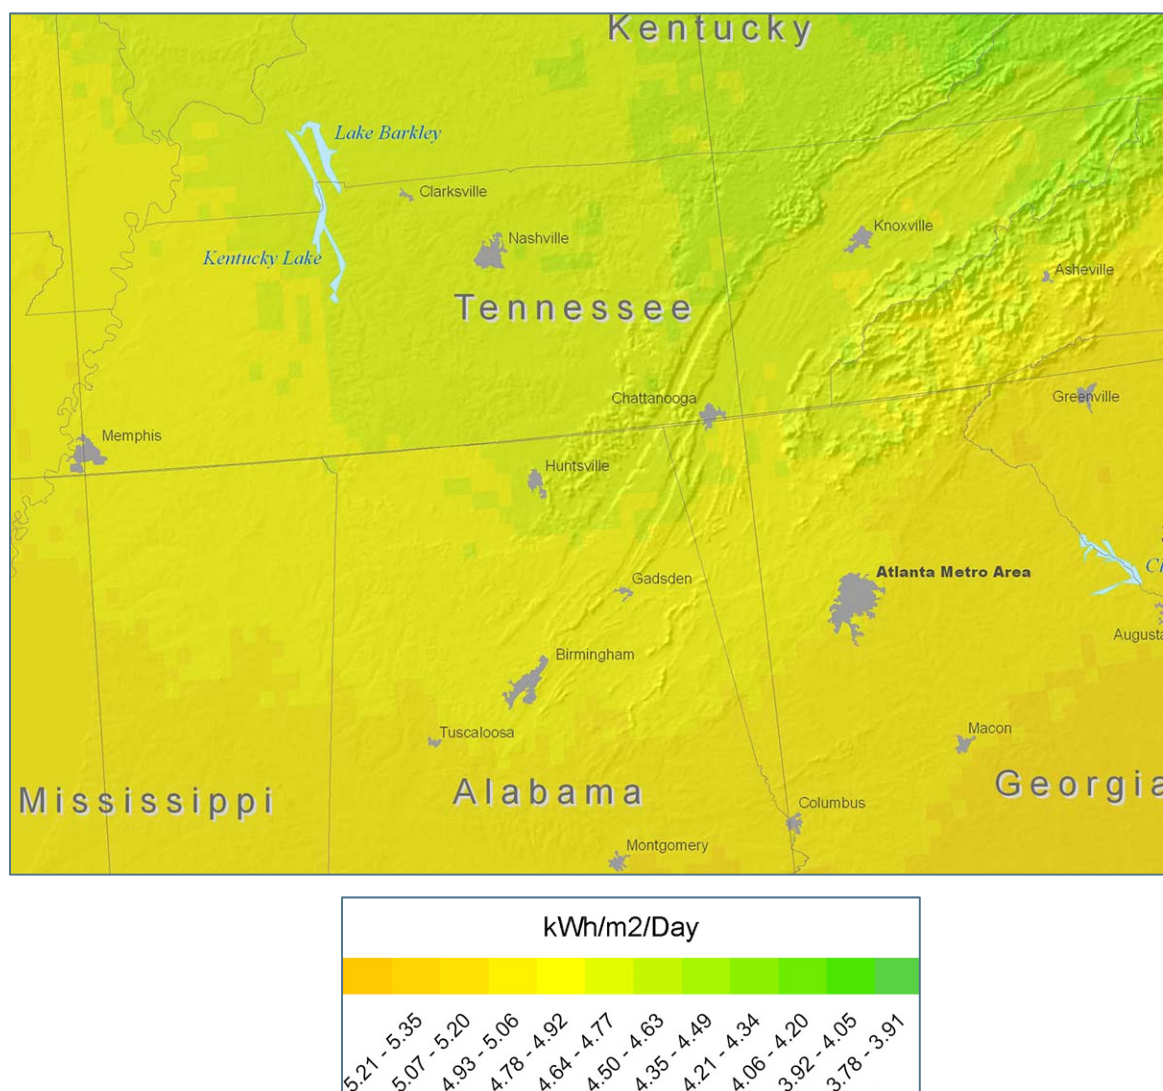 Kentucky
Lake Barkley
Clarksville
Kentucky Lake
Nashville
Knoxville
Asheville
Tennessee
Chattanooga
Greenville
Memphis
Huntsville
Gadsden
Atlanta Metro Area
Augusta
Birmingham
Tuscaloosa
Macon
Mississippi
Alabama
Georgia
Columbus
Montgomery
kWh/m2/Day
5.21 - 5.35
5.07 - 5.20
4.93 - 5.06
4.78 - 4.92
4.64 - 4.77
4.50 - 4.63
4.35 - 4.49
4.21 - 4.34
4.06 - 4.20
3.92 - 4.05
3.78 - 3.91